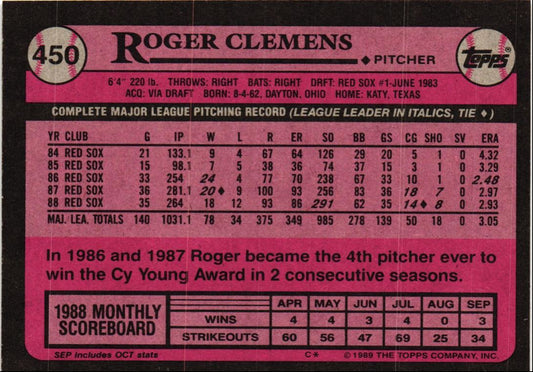 450
ROGER CLEMENS
♦ PITCHER
TOPPS®
6'4" 220 lb. THROWS: RIGHT BATS: RIGHT DRFT: RED SOX #1-JUNE 1983
ACQ: VIA DRAFT BORN: 8-4-62, DAYTON, OHIO HOME: KATY, TEXAS
COMPLETE MAJOR LEAGUE PITCHING RECORD (LEAGUE LEADER IN ITALICS, TIE ♦)
YR CLUB G IP W L R ER SO BB GS CG SHO SV ERA
84 RED SOX 21 133.1 9 4 67 64 126 29 20 5 1 0 4.32
85 RED SOX 15 98.1 7 5 38 36 74 37 15 3 1 0 3.29
86 RED SOX 33 254 24 4 77 70 238 67 33 10 1 0 2.48
87 RED SOX 36 281.1 20♦ 9 100 93 256 83 36 18 7 0 2.97
88 RED SOX 35 264 18 12 93 86 291 62 35 14♦ 8 0 2.93
MAJ. LEA. TOTALS 140 1031.1 78 34 375 349 985 278 139 50 18 0 3.05
In 1986 and 1987 Roger became the 4th pitcher ever to
win the Cy Young Award in 2 consecutive seasons.
1988 MONTHLY
SCOREBOARD
APR MAY JUN JUL AUG SEP
WINS 4 4 3 4 0 3
STRIKEOUTS 60 56 47 69 25 34
SEP includes OCT stats
C* © 1989 THE TOPPS COMPANY, INC.